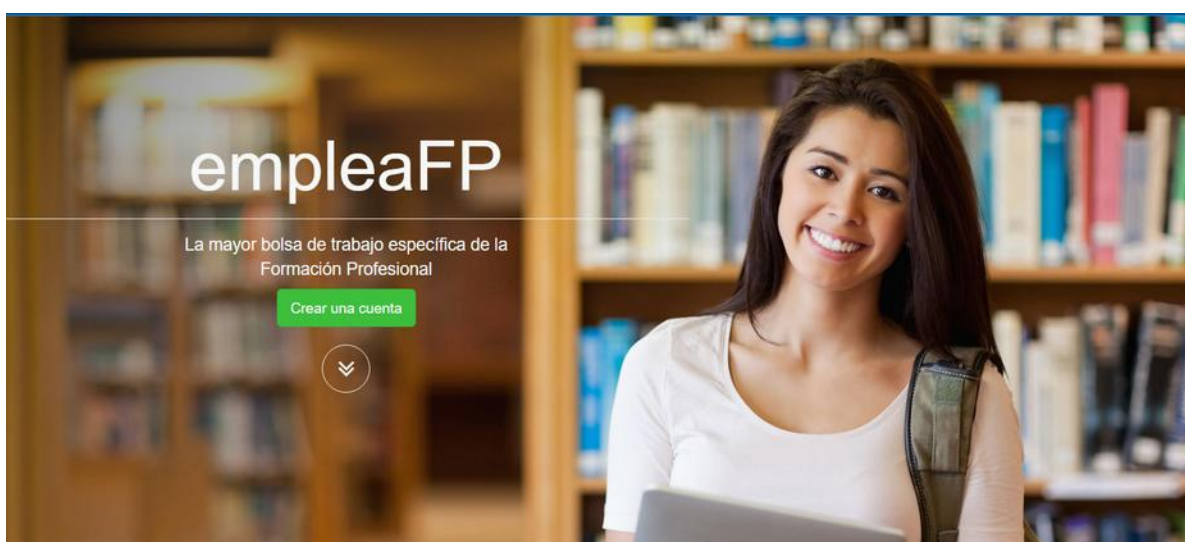 empleaFP
La mayor bolsa de trabajo específica de la
Formación Profesional
Crear una cuenta